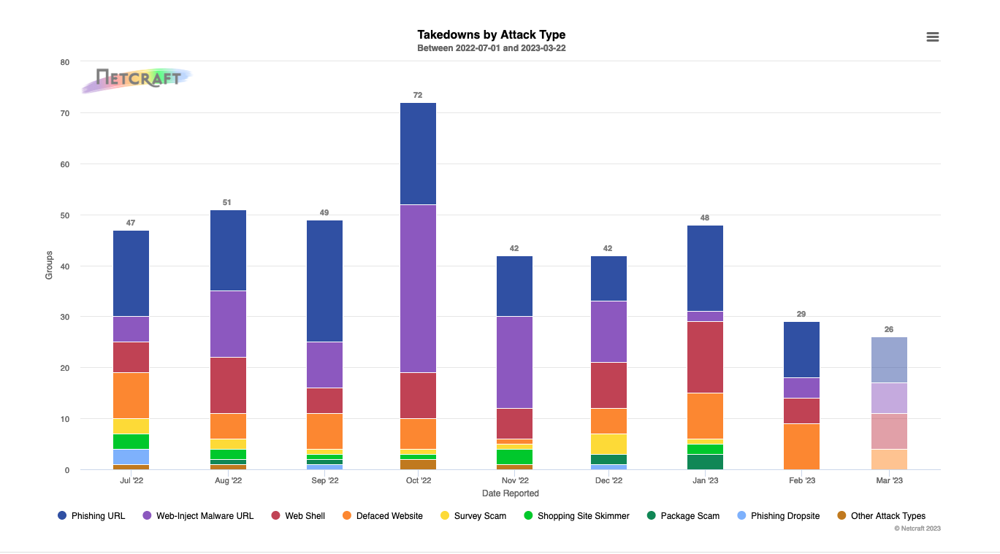 Takedowns by Attack Type
Between 2022-07-01 and 2023-03-22
NETCRAFT
80
70
60
50
40
30
20
10
0
Groups
47
51
49
72
42
42
48
29
26
Jul '22
Aug '22
Sep '22
Oct '22
Nov '22
Dec '22
Jan '23
Feb '23
Mar '23
Date Reported
Phishing URL
Web-Inject Malware URL
Web Shell
Defaced Website
Survey Scam
Shopping Site Skimmer
Package Scam
Phishing Dropsite
Other Attack Types
© Netcraft 2023